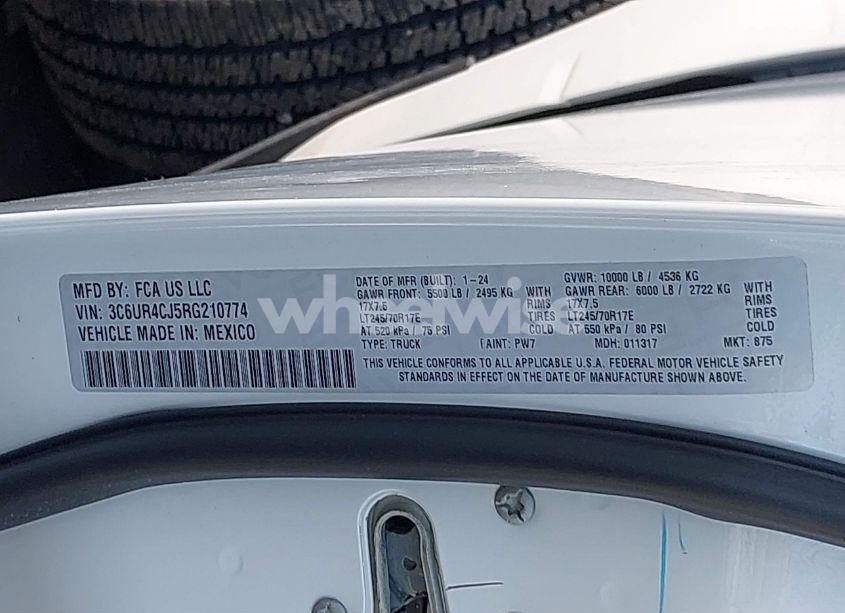 MFD BY: FCA US LLC
VIN: 3C6UR4CJ5RG210774
VEHICLE MADE IN: MEXICO
DATE OF MFR (BUILT): 1-24
GVWR: 10000 LB / 4536 KG
GAWR FRONT: 5500 LB / 2495 KG WITH
GAWR REAR: 6000 LB / 2722 KG WITH
17X7.5 RIMS
17X7.5 RIMS
LT245/70R17E TIRES
LT245/70R17E TIRES
AT 520 kPa / 75 PSI COLD
AT 550 kPa / 80 PSI COLD
TYPE: TRUCK PAINT: PW7 MDH: 011317 MKT: 875
THIS VEHICLE CONFORMS TO ALL APPLICABLE U.S.A. FEDERAL MOTOR VEHICLE SAFETY
STANDARDS IN EFFECT ON THE DATE OF MANUFACTURE SHOWN ABOVE.